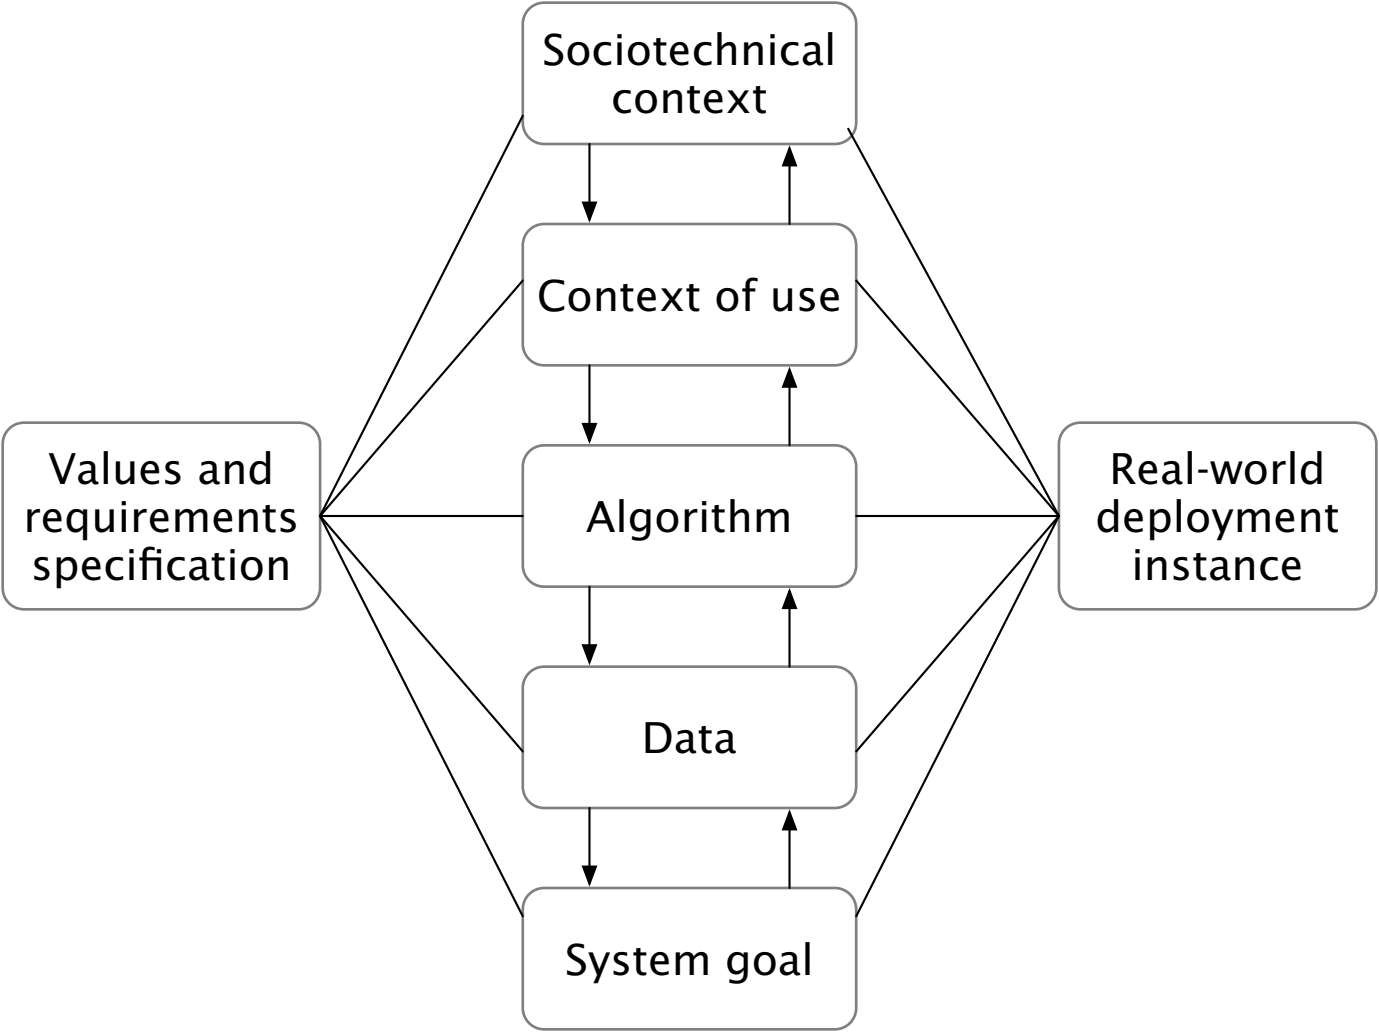 Sociotechnical
context
Context of use
Values and
requirements
specification
Algorithm
Real-world
deployment
instance
Data
System goal